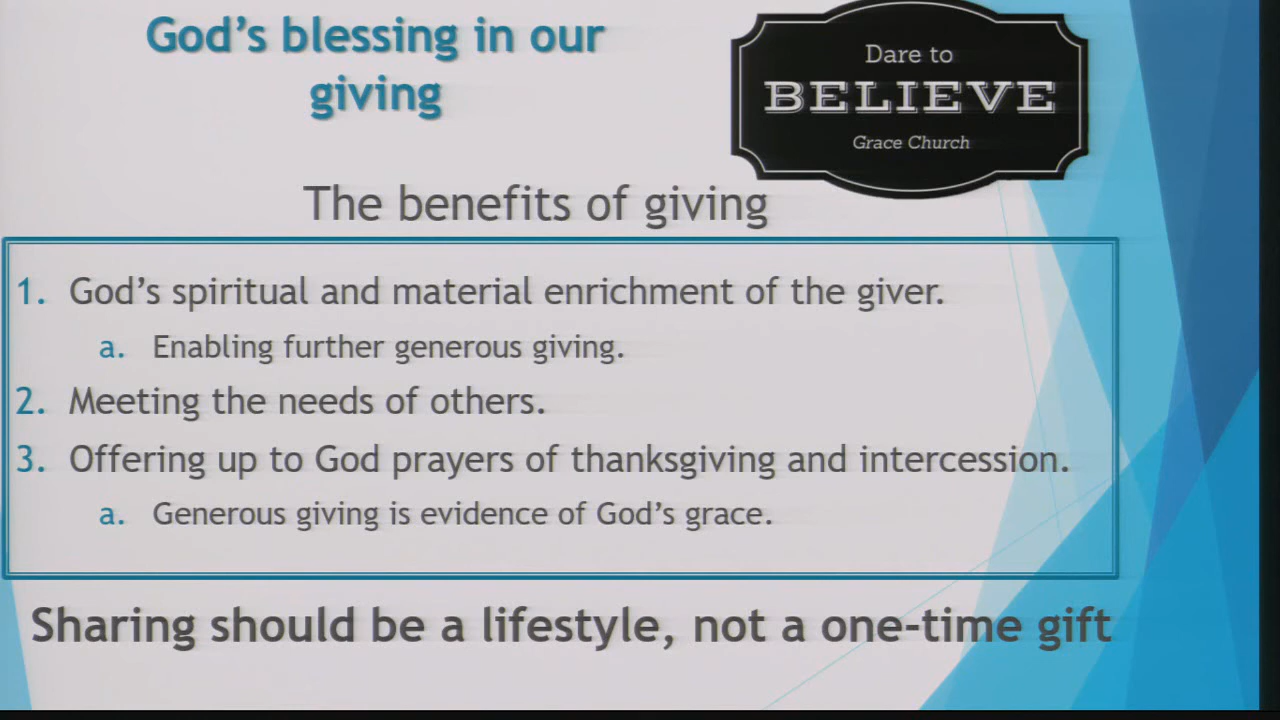 God's blessing in our
giving
Dare to
BELIEVE
Grace Church
The benefits of giving
1. God's spiritual and material enrichment of the giver.
a. Enabling further generous giving.
2. Meeting the needs of others.
3. Offering up to God prayers of thanksgiving and intercession.
a. Generous giving is evidence of God's grace.
Sharing should be a lifestyle, not a one-time gift